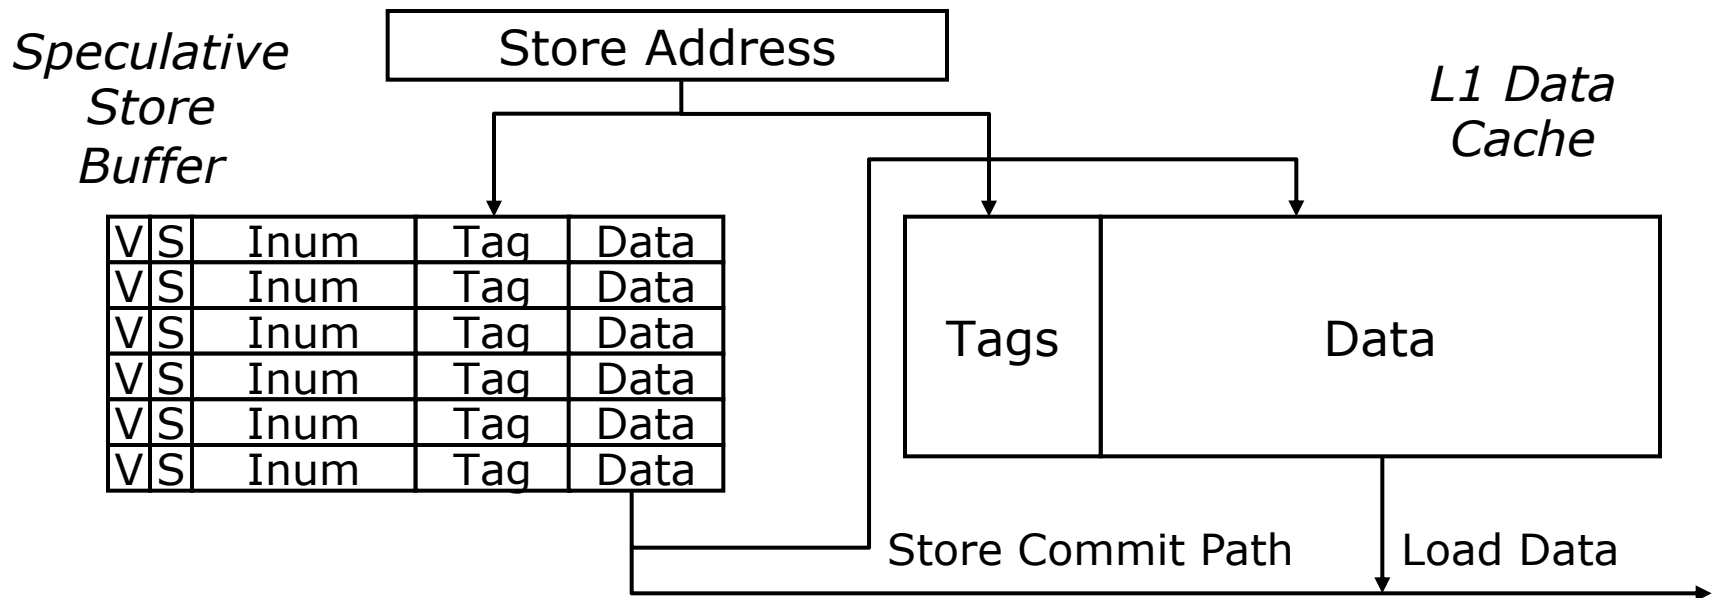 Speculative
Store
Buffer
Store Address
L1 Data
Cache
V S Inum Tag Data
V S Inum Tag Data
V S Inum Tag Data
V S Inum Tag Data
V S Inum Tag Data
V S Inum Tag Data
Tags
Data
Store Commit Path
Load Data